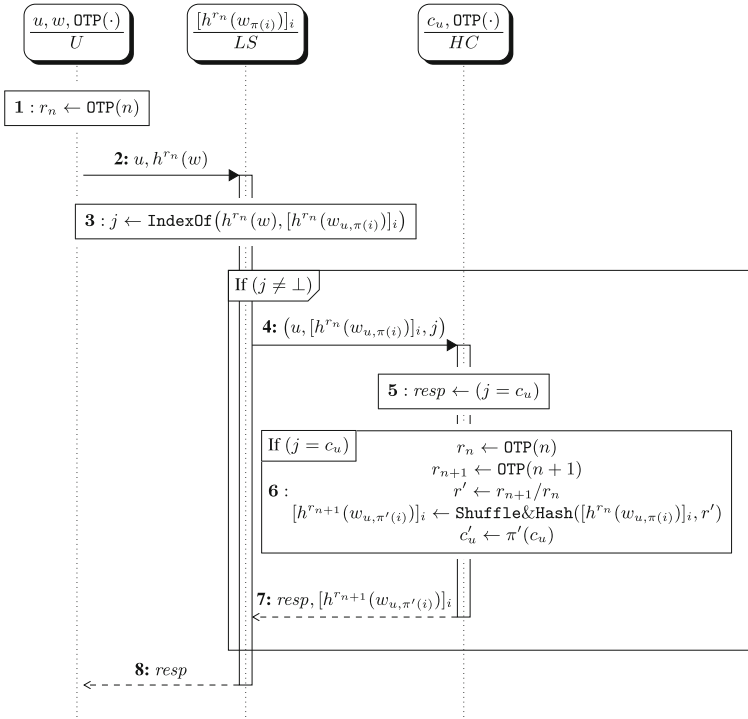 u, w, OTP(·)
U
[h^{r_n}(w_{π(i)})]_i
LS
c_u, OTP(·)
HC
1 : r_n ← OTP(n)
2: u, h^{r_n}(w)
3 : j ← IndexOf(h^{r_n}(w), [h^{r_n}(w_{u,π(i)})]_i)
If (j ≠ ⊥)
4: (u, [h^{r_n}(w_{u,π(i)})]_i, j)
5 : resp ← (j = c_u)
If (j = c_u)
6 :
r_n ← OTP(n)
r_{n+1} ← OTP(n + 1)
r′ ← r_{n+1}/r_n
[h^{r_{n+1}}(w_{u,π′(i)})]_i ← Shuffle&Hash([h^{r_n}(w_{u,π(i)})]_i, r′)
c′_u ← π′(c_u)
7: resp, [h^{r_{n+1}}(w_{u,π′(i)})]_i
8: resp